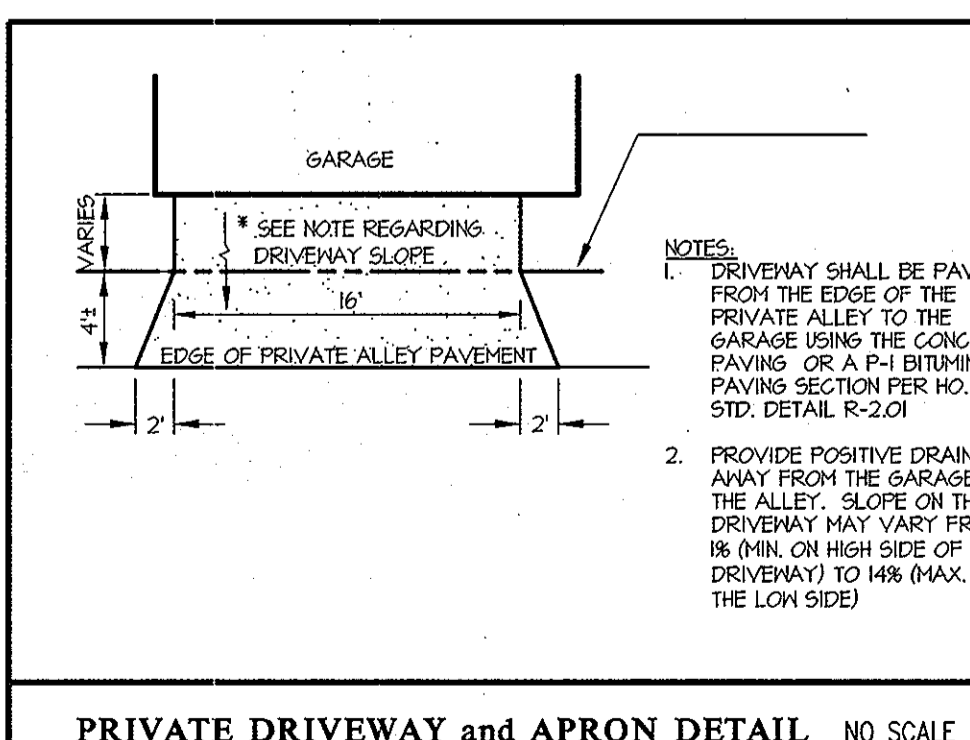 GARAGE
VARIES
* SEE NOTE REGARDING
DRIVEWAY SLOPE
16'
4'±
EDGE OF PRIVATE ALLEY PAVEMENT
2'
2'
NOTES:
1. DRIVEWAY SHALL BE PAV
FROM THE EDGE OF THE
PRIVATE ALLEY TO THE
GARAGE USING THE CONC
PAVING OR A P-1 BITUMIN
PAVING SECTION PER HO.
STD. DETAIL R-2.01
2. PROVIDE POSITIVE DRAIN
AWAY FROM THE GARAGE
THE ALLEY. SLOPE ON TH
DRIVEWAY MAY VARY FR
1% (MIN. ON HIGH SIDE OF
DRIVEWAY) TO 14% (MAX.
THE LOW SIDE)
PRIVATE DRIVEWAY and APRON DETAIL NO SCALE